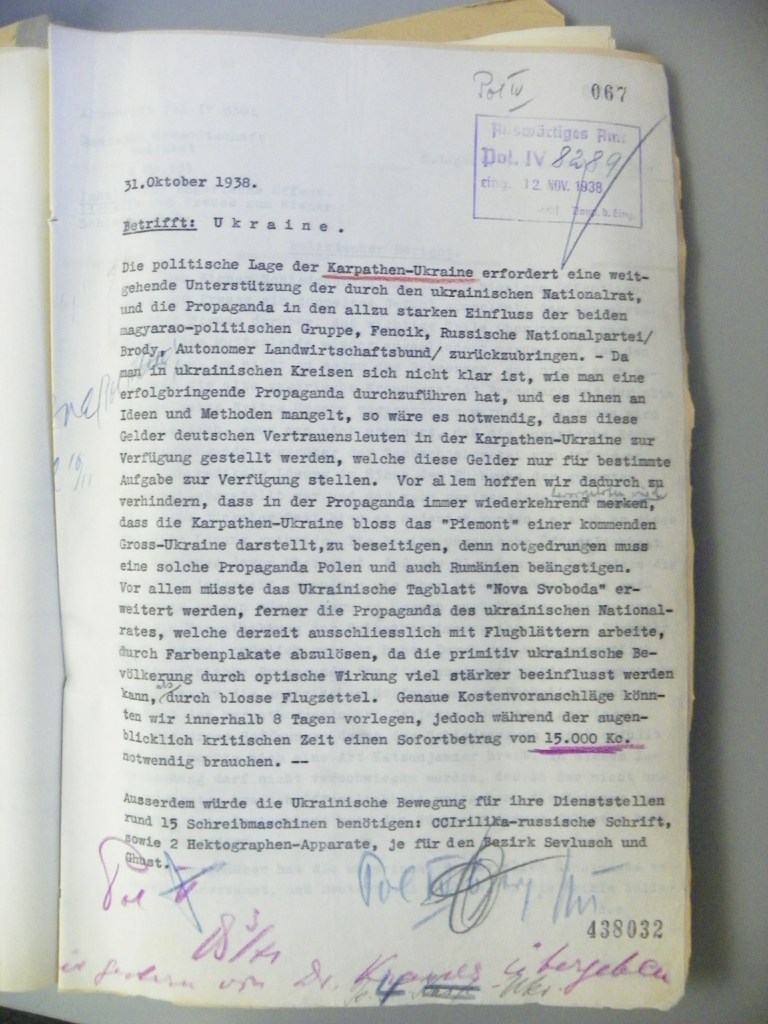 Pol IV
067
Auswärtiges Amt
Pol. IV 8289
eing. 12. NOV. 1938
Dopp. b. Eing.
31.Oktober 1938.
Betrifft: U k r a i n e .
Die politische Lage der Karpathen-Ukraine erfordert eine weit-
gehende Unterstützung der durch den ukrainischen Nationalrat,
und die Propaganda in den allzu starken Einfluss der beiden
magyarao-politischen Gruppe, Fencik, Russische Nationalpartei/
Brody, Autonomer Landwirtschaftsbund/ zurückzubringen. - Da
man in ukrainischen Kreisen sich nicht klar ist, wie man eine
erfolgbringende Propaganda durchzuführen hat, und es ihnen an
Ideen und Methoden mangelt, so wäre es notwendig, dass diese
Gelder deutschen Vertrauensleuten in der Karpathen-Ukraine zur
Verfügung gestellt werden, welche diese Gelder nur für bestimmte
Aufgabe zur Verfügung stellen. Vor allem hoffen wir dadurch zu
verhindern, dass in der Propaganda immer wiederkehrend merken,
dass die Karpathen-Ukraine bloss das "Piemont" einer kommenden
Gross-Ukraine darstellt,zu beseitigen, denn notgedrungen muss
eine solche Propaganda Polen und auch Rumänien beängstigen.
Vor allem müsste das Ukrainische Tagblatt "Nova Svoboda" er-
weitert werden, ferner die Propaganda des ukrainischen National-
rates, welche derzeit ausschliesslich mit Flugblättern arbeite,
durch Farbenplakate abzulösen, da die primitiv ukrainische Be-
völkerung durch optische Wirkung viel stärker beeinflusst werden
kann, als durch blosse Flugzettel. Genaue Kostenvoranschläge könn-
ten wir innerhalb 8 Tagen vorlegen, jedoch während der augen-
blicklich kritischen Zeit einen Sofortbetrag von 15.000 Kc.
notwendig brauchen. --
Ausserdem würde die Ukrainische Bewegung für ihre Dienststellen
rund 15 Schreibmaschinen benötigen: CCIrilika-russische Schrift,
sowie 2 Hektographen-Apparate, je für den Bezirk Sevlusch und
Chust.
Pol IV
Pol IV
438032
gestern von Dr. übergeben